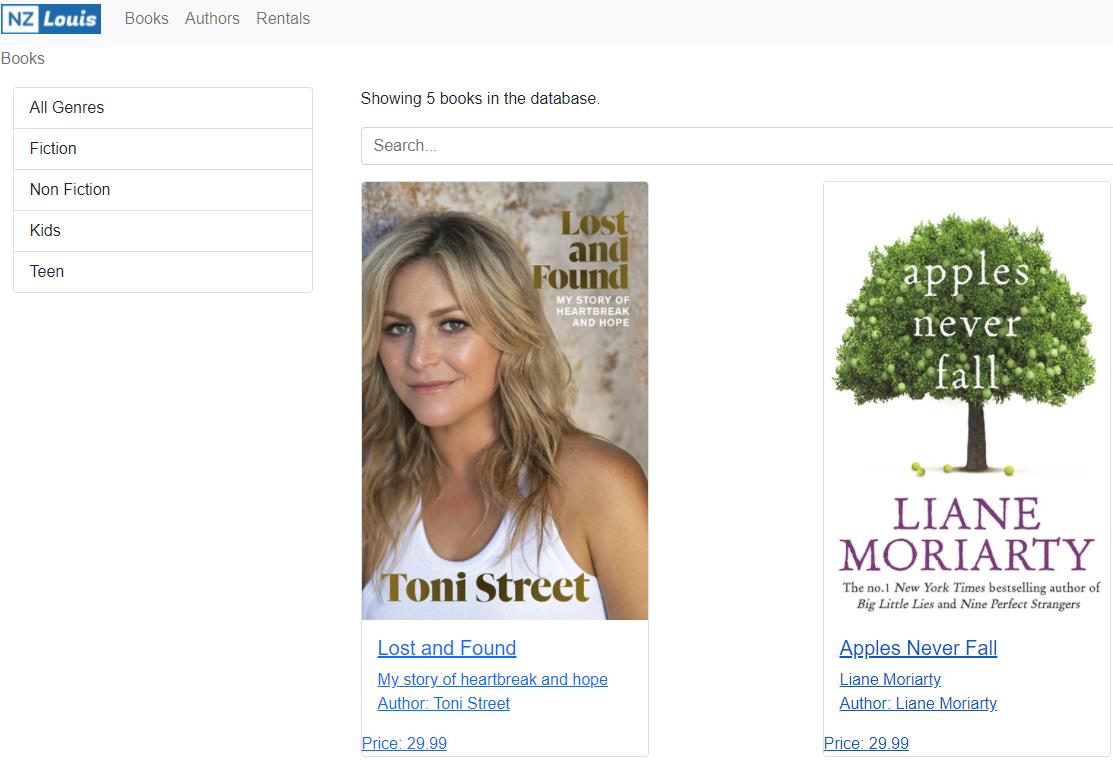 NZ Louis Books Authors Rentals
Books
All Genres
Fiction
Non Fiction
Kids
Teen
Showing 5 books in the database.
Search...
Lost
and
Found
MY STORY OF
HEARTBREAK
AND HOPE
Toni Street
Lost and Found
My story of heartbreak and hope
Author: Toni Street
Price: 29.99
apples
never
fall
LIANE
MORIARTY
The no.1 New York Times bestselling author of
Big Little Lies and Nine Perfect Strangers
Apples Never Fall
Liane Moriarty
Author: Liane Moriarty
Price: 29.99